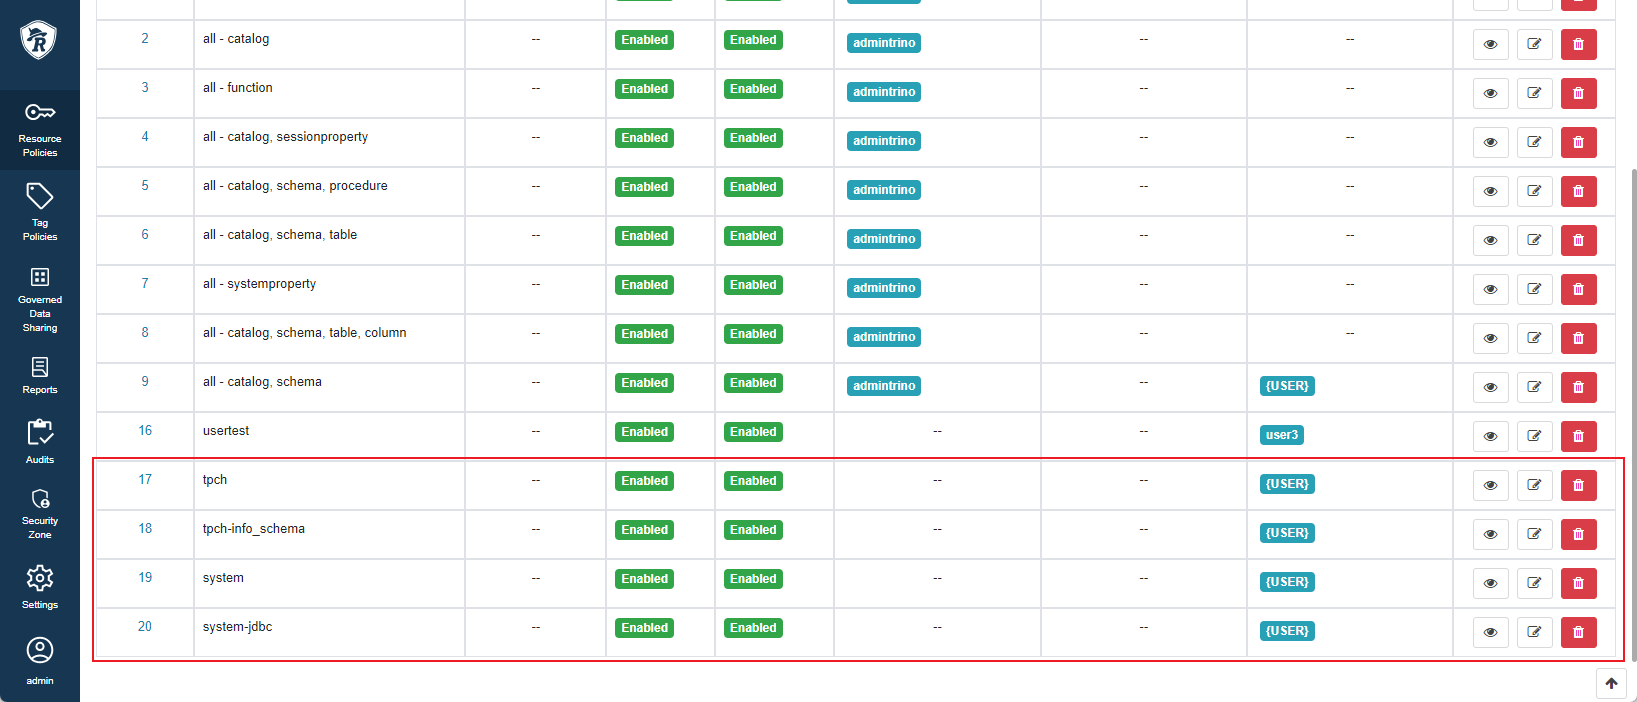 R
Resource
Policies
Tag
Policies
Governed
Data
Sharing
Reports
Audits
Security
Zone
Settings
admin
2 all - catalog -- Enabled Enabled admintrino -- --
3 all - function -- Enabled Enabled admintrino -- --
4 all - catalog, sessionproperty -- Enabled Enabled admintrino -- --
5 all - catalog, schema, procedure -- Enabled Enabled admintrino -- --
6 all - catalog, schema, table -- Enabled Enabled admintrino -- --
7 all - systemproperty -- Enabled Enabled admintrino -- --
8 all - catalog, schema, table, column -- Enabled Enabled admintrino -- --
9 all - catalog, schema -- Enabled Enabled admintrino -- {USER}
16 usertest -- Enabled Enabled -- -- user3
17 tpch -- Enabled Enabled -- -- {USER}
18 tpch-info_schema -- Enabled Enabled -- -- {USER}
19 system -- Enabled Enabled -- -- {USER}
20 system-jdbc -- Enabled Enabled -- -- {USER}